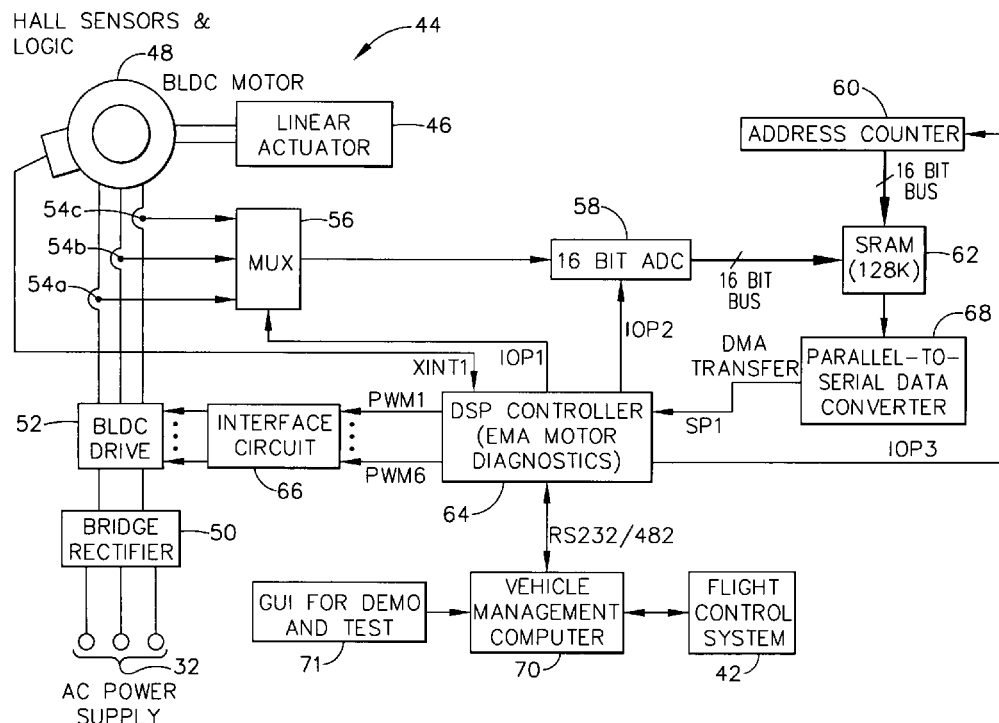 HALL SENSORS &
LOGIC
48
44
BLDC MOTOR
LINEAR
ACTUATOR
46
60
ADDRESS COUNTER
16 BIT
BUS
54c
54b
54a
56
MUX
58
16 BIT ADC
16 BIT
BUS
SRAM
(128K)
62
IOP1
IOP2
XINT1
DMA
TRANSFER
68
PARALLEL-TO-
SERIAL DATA
CONVERTER
SP1
IOP3
52
BLDC
DRIVE
INTERFACE
CIRCUIT
66
PWM1
PWM6
DSP CONTROLLER
(EMA MOTOR
DIAGNOSTICS)
64
BRIDGE
RECTIFIER
50
RS232/482
GUI FOR DEMO
AND TEST
71
VEHICLE
MANAGEMENT
COMPUTER
70
FLIGHT
CONTROL
SYSTEM
42
32
AC POWER
SUPPLY